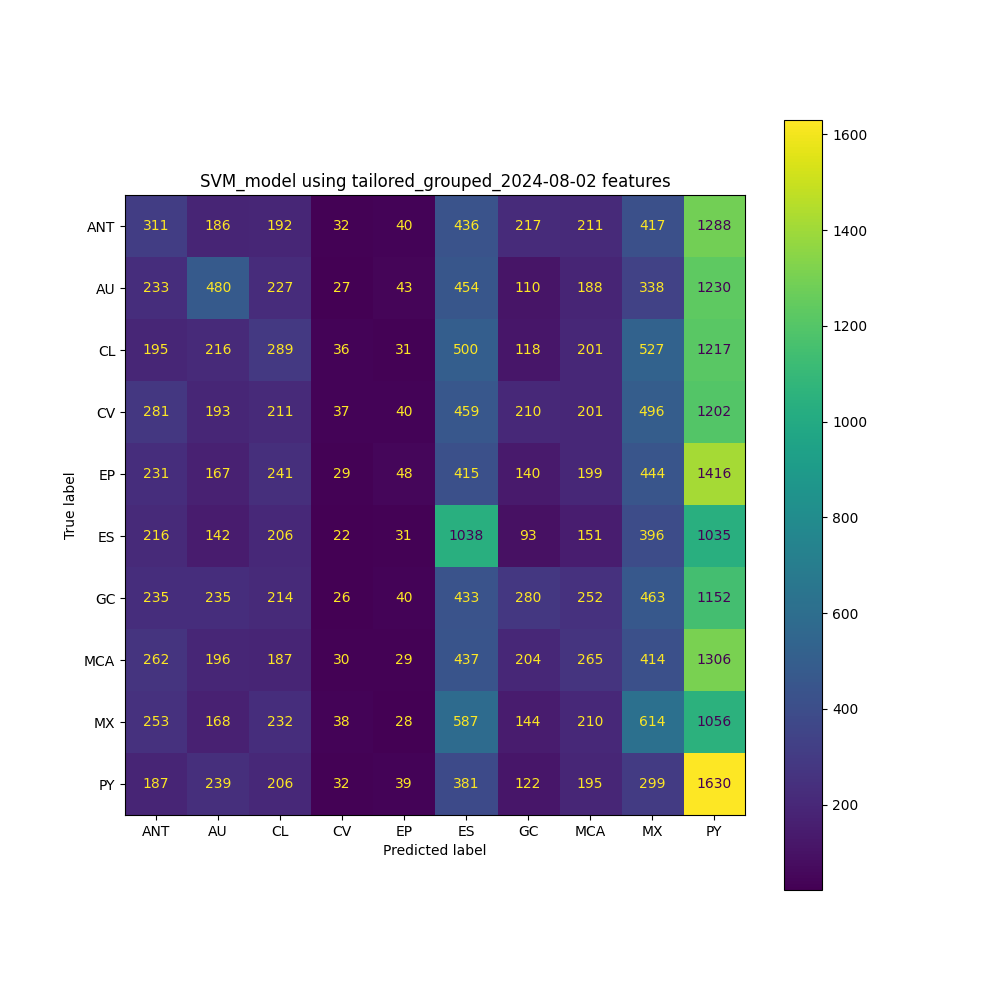 SVM_model using tailored_grouped_2024-08-02 features
ANT 311 186 192 32 40 436 217 211 417 1288
AU 233 480 227 27 43 454 110 188 338 1230
CL 195 216 289 36 31 500 118 201 527 1217
CV 281 193 211 37 40 459 210 201 496 1202
EP 231 167 241 29 48 415 140 199 444 1416
ES 216 142 206 22 31 1038 93 151 396 1035
GC 235 235 214 26 40 433 280 252 463 1152
MCA 262 196 187 30 29 437 204 265 414 1306
MX 253 168 232 38 28 587 144 210 614 1056
PY 187 239 206 32 39 381 122 195 299 1630
ANT AU CL CV EP ES GC MCA MX PY
Predicted label
True label
1600
1400
1200
1000
800
600
400
200